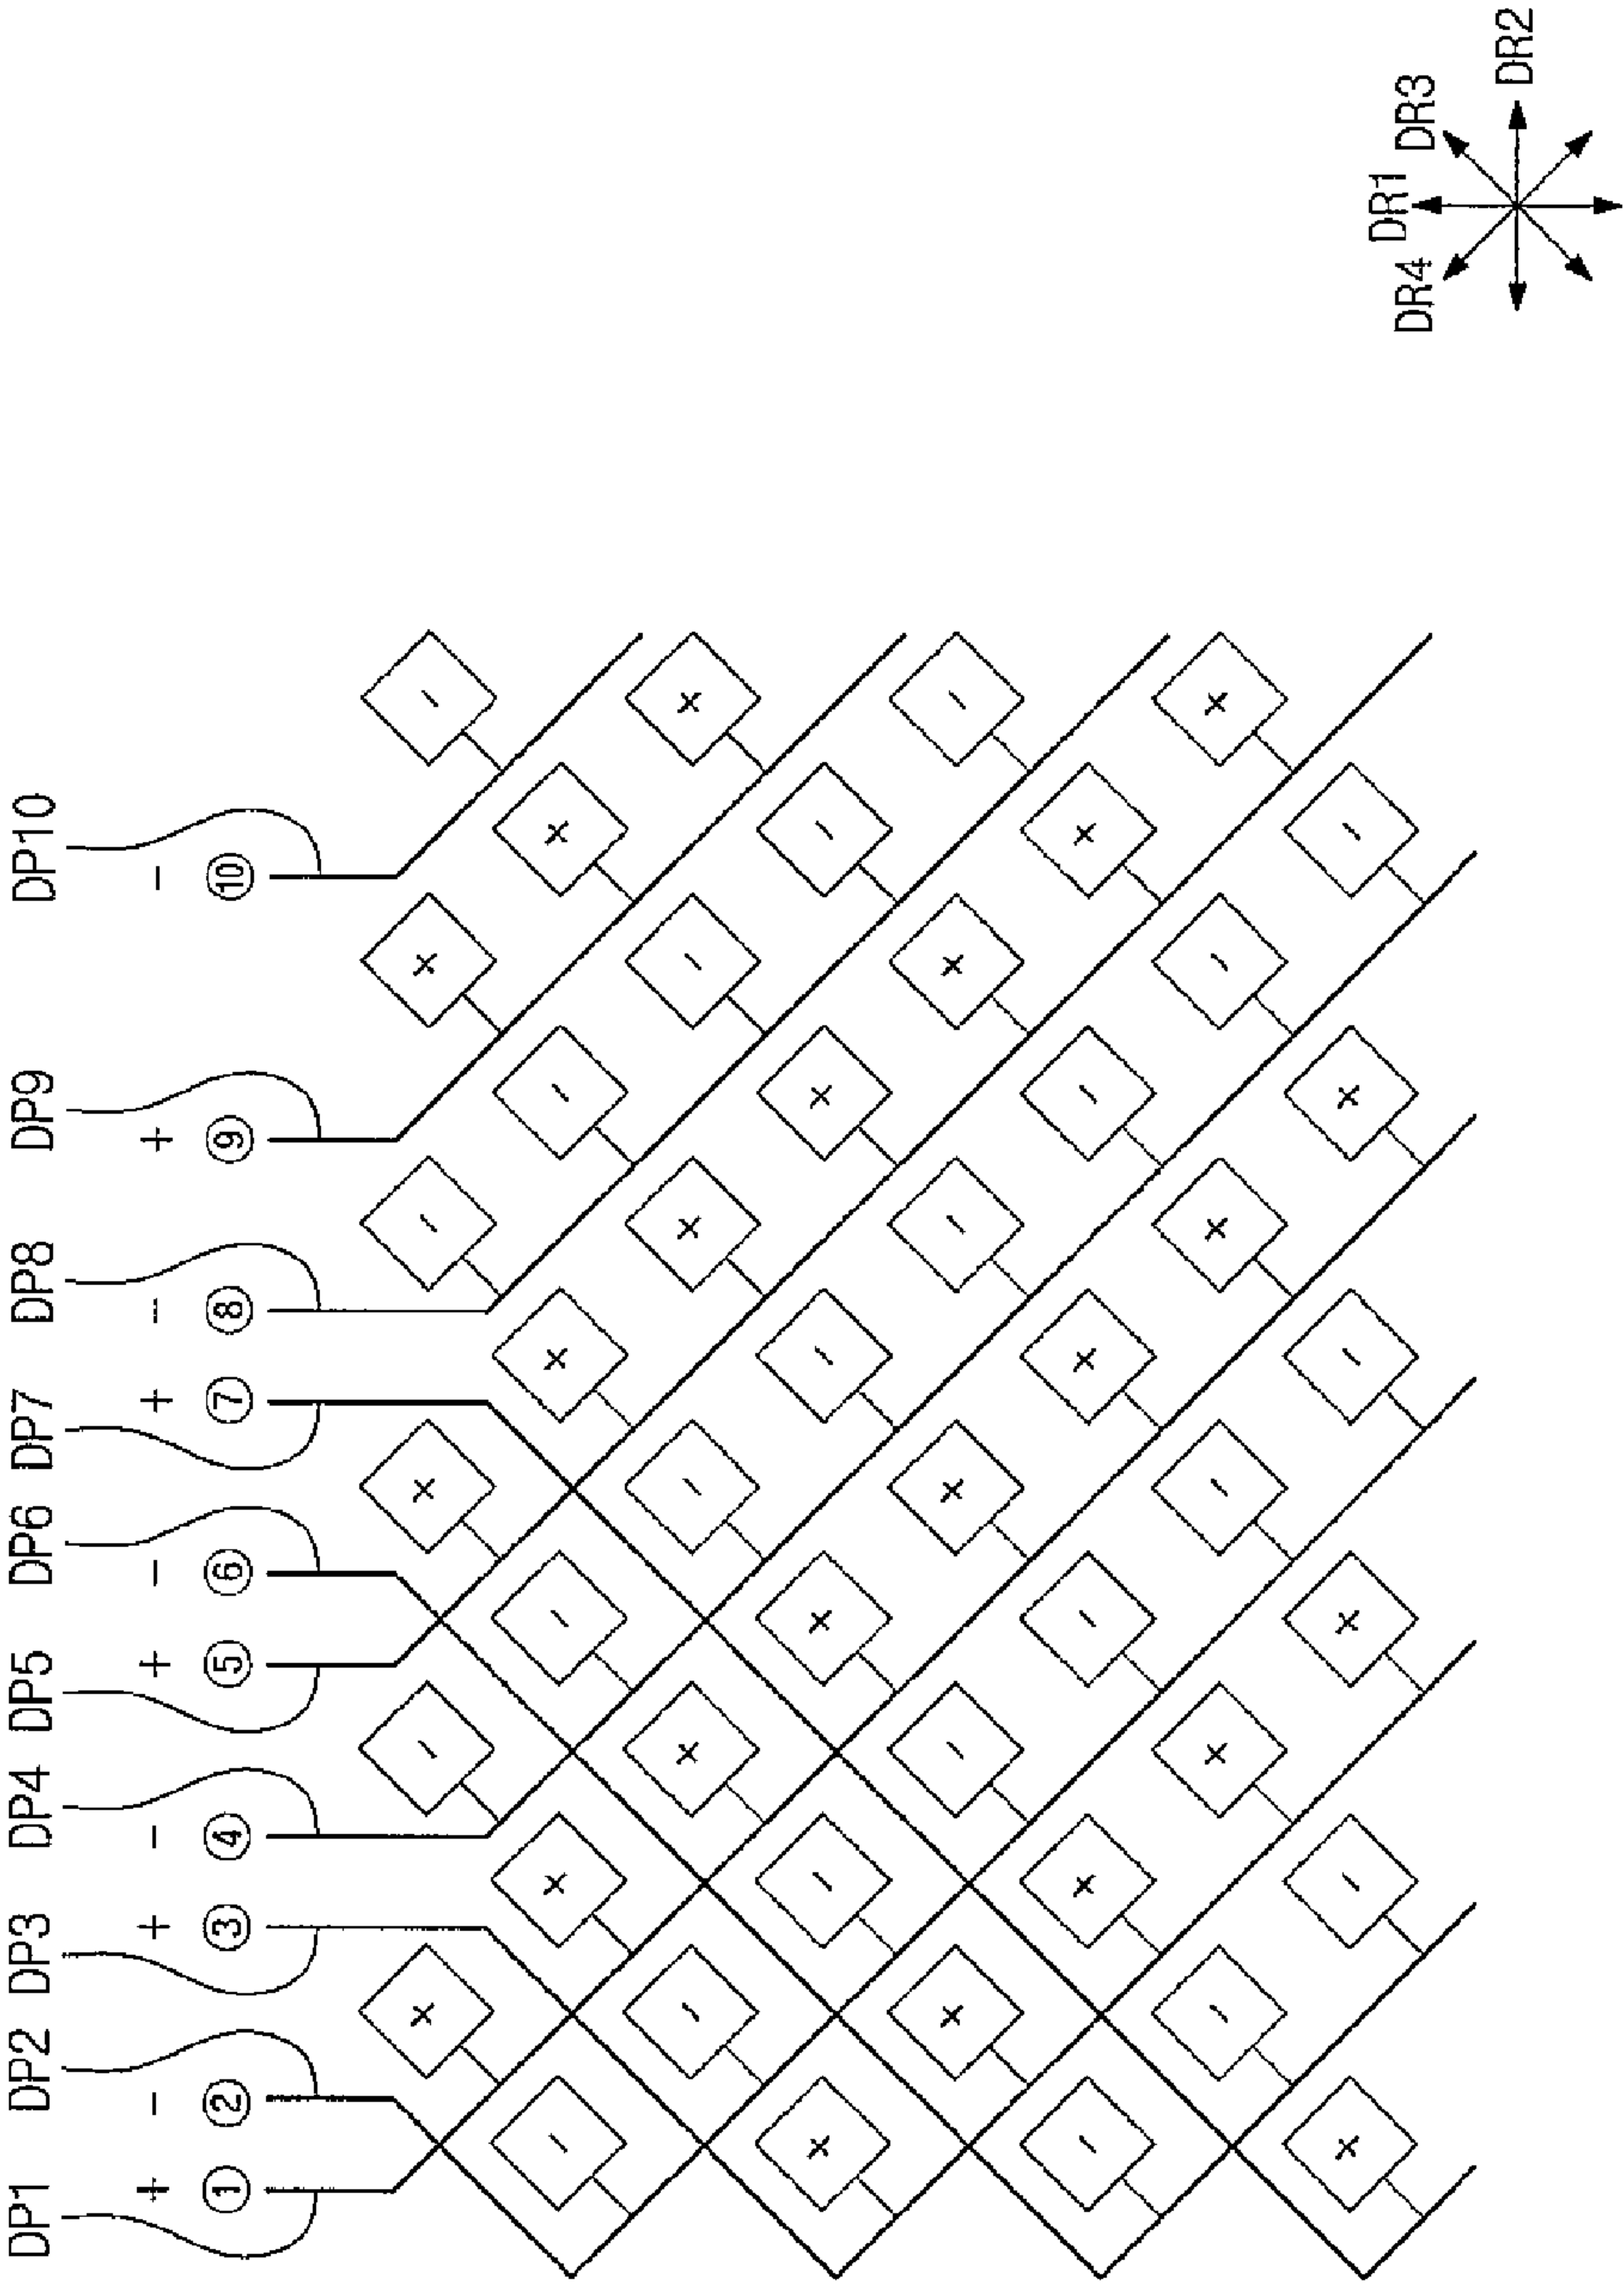 DP1 DP2 DP3 DP4 DP5 DP6 DP7 DP8 DP9 DP10
+ - + - + - + - + -
① ② ③ ④ ⑤ ⑥ ⑦ ⑧ ⑨ ⑩
+ - + - + -
- + - + - +
- + - + - +
+ - + - + -
+ - + - + -
- + - + - +
- + - + - +
+ - + - + -
DR4 DR1 DR3
DR2